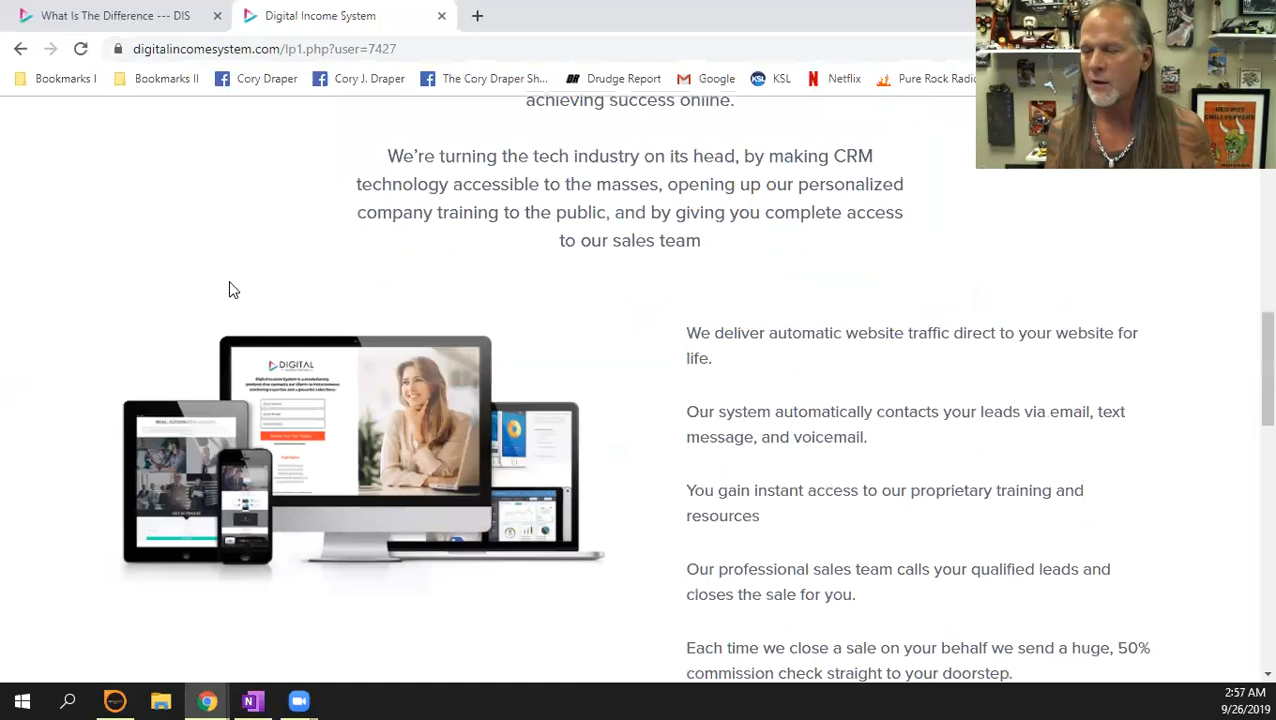 What Is The Difference --- DIS
Digital Income System
digitalincomesystem.com/lp1.php?user=7427
Bookmarks I
Bookmarks II
Cory Draper
Cory J. Draper
The Cory Draper Sh...
Drudge Report
Google
KSL
Netflix
Pure Rock Radio
RED HOT
CHILI PEPPERS
achieving success online.
We’re turning the tech industry on its head, by making CRM
technology accessible to the masses, opening up our personalized
company training to the public, and by giving you complete access
to our sales team
DIGITAL
We deliver automatic website traffic direct to your website for
life.
Our system automatically contacts your leads via email, text
message, and voicemail.
You gain instant access to our proprietary training and
resources
Our professional sales team calls your qualified leads and
closes the sale for you.
Each time we close a sale on your behalf we send a huge, 50%
commission check straight to your doorstep.
2:57 AM
9/26/2019